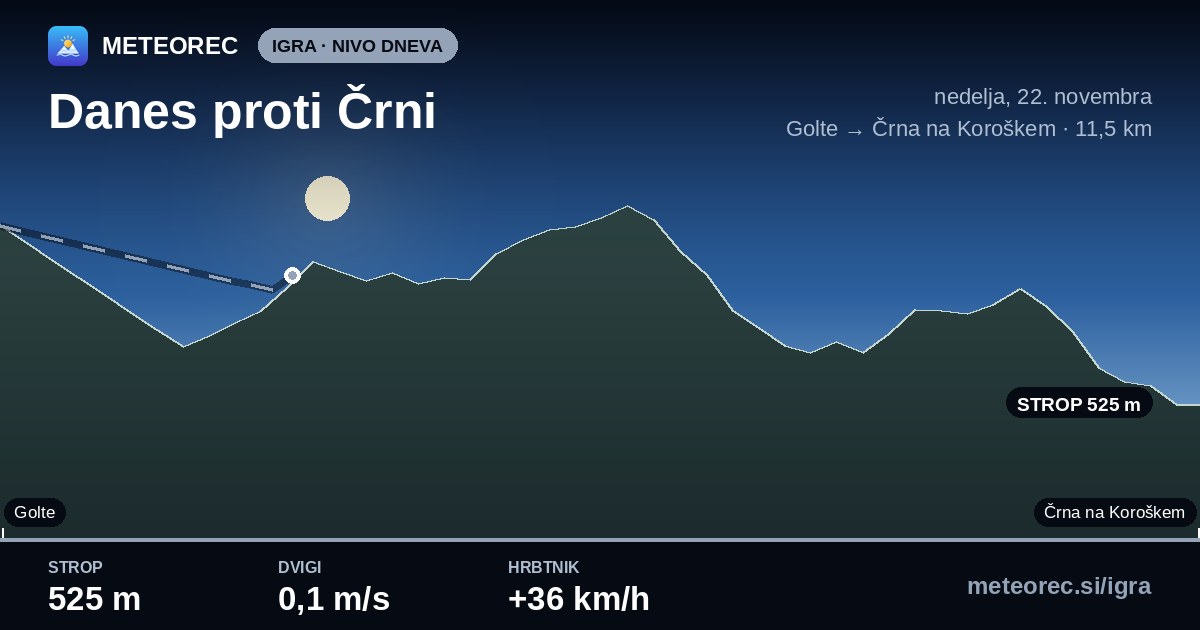 METEOREC
IGRA · NIVO DNEVA
Danes proti Črni
nedelja, 22. novembra
Golte → Črna na Koroškem · 11,5 km
STROP 525 m
Golte
Črna na Koroškem
STROP
525 m
DVIGI
0,1 m/s
HRBTNIK
+36 km/h
meteorec.si/igra